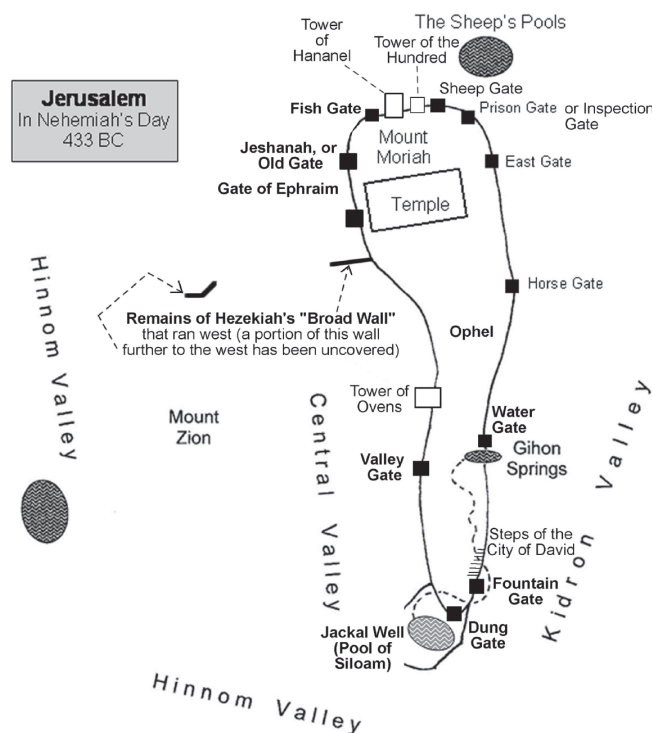 The Sheep's Pools
Tower
of
Hananel
Tower of the
Hundred
Jerusalem
In Nehemiah's Day
433 BC
Sheep Gate
Fish Gate
Prison Gate or Inspection
Gate
Mount
Moriah
Jeshanah, or
Old Gate
East Gate
Gate of Ephraim
Temple
Hinnom Valley
Horse Gate
Remains of Hezekiah's "Broad Wall"
that ran west (a portion of this wall
further to the west has been uncovered)
Ophel
Tower of
Ovens
Mount
Zion
Central Valley
Water
Gate
Kidron Valley
Valley
Gate
Gihon
Springs
Steps of the
City of David
Fountain
Gate
Jackal Well
(Pool of
Siloam)
Dung
Gate
Hinnom Valley